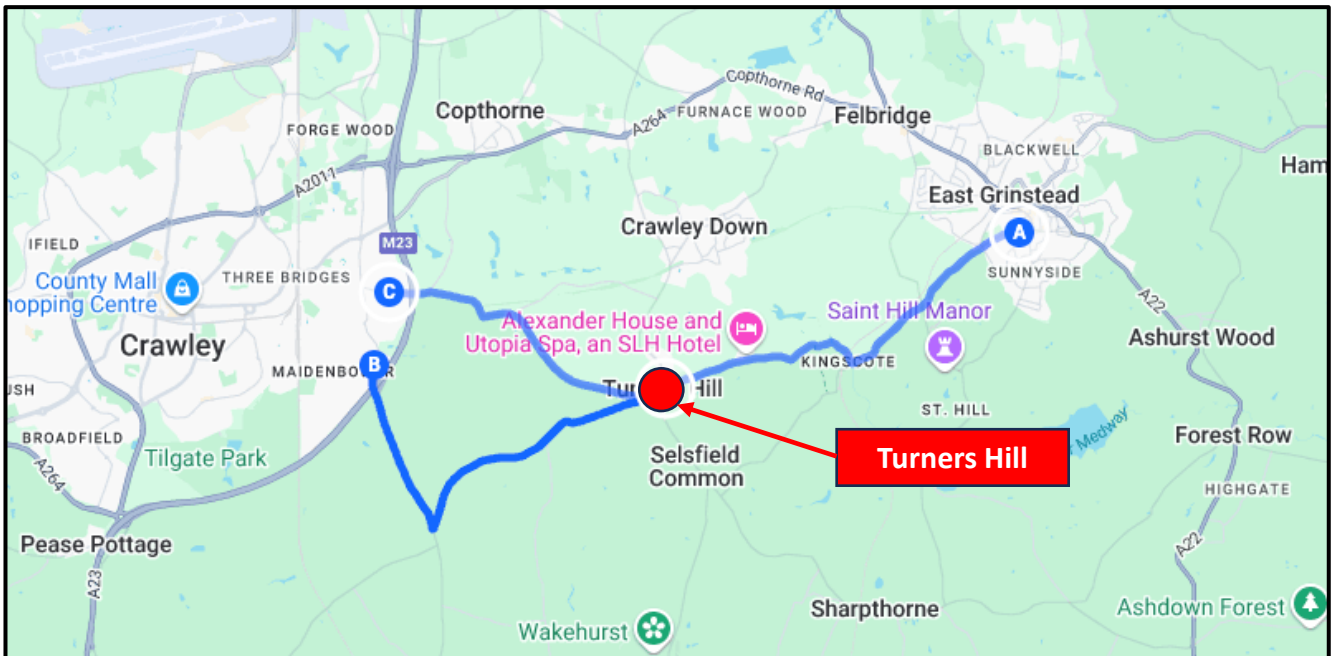 Copthorne Rd
Copthorne
A264
FURNACE WOOD
Felbridge
FORGE WOOD
BLACKWELL
A2011
Ham
East Grinstead
A
Crawley Down
M23
IFIELD
SUNNYSIDE
County Mall
hopping Centre
THREE BRIDGES
C
A22
Alexander House and
Utopia Spa, an SLH Hotel
Saint Hill Manor
Ashurst Wood
Crawley
B
MAIDENBOWER
KINGSCOTE
USH
Tur Hill
ST. HILL
Medway
BROADFIELD
Tilgate Park
Selsfield
Common
Turners Hill
Forest Row
A264
HIGHGATE
Pease Pottage
A22
A23
Sharpthorne
Ashdown Forest
Wakehurst